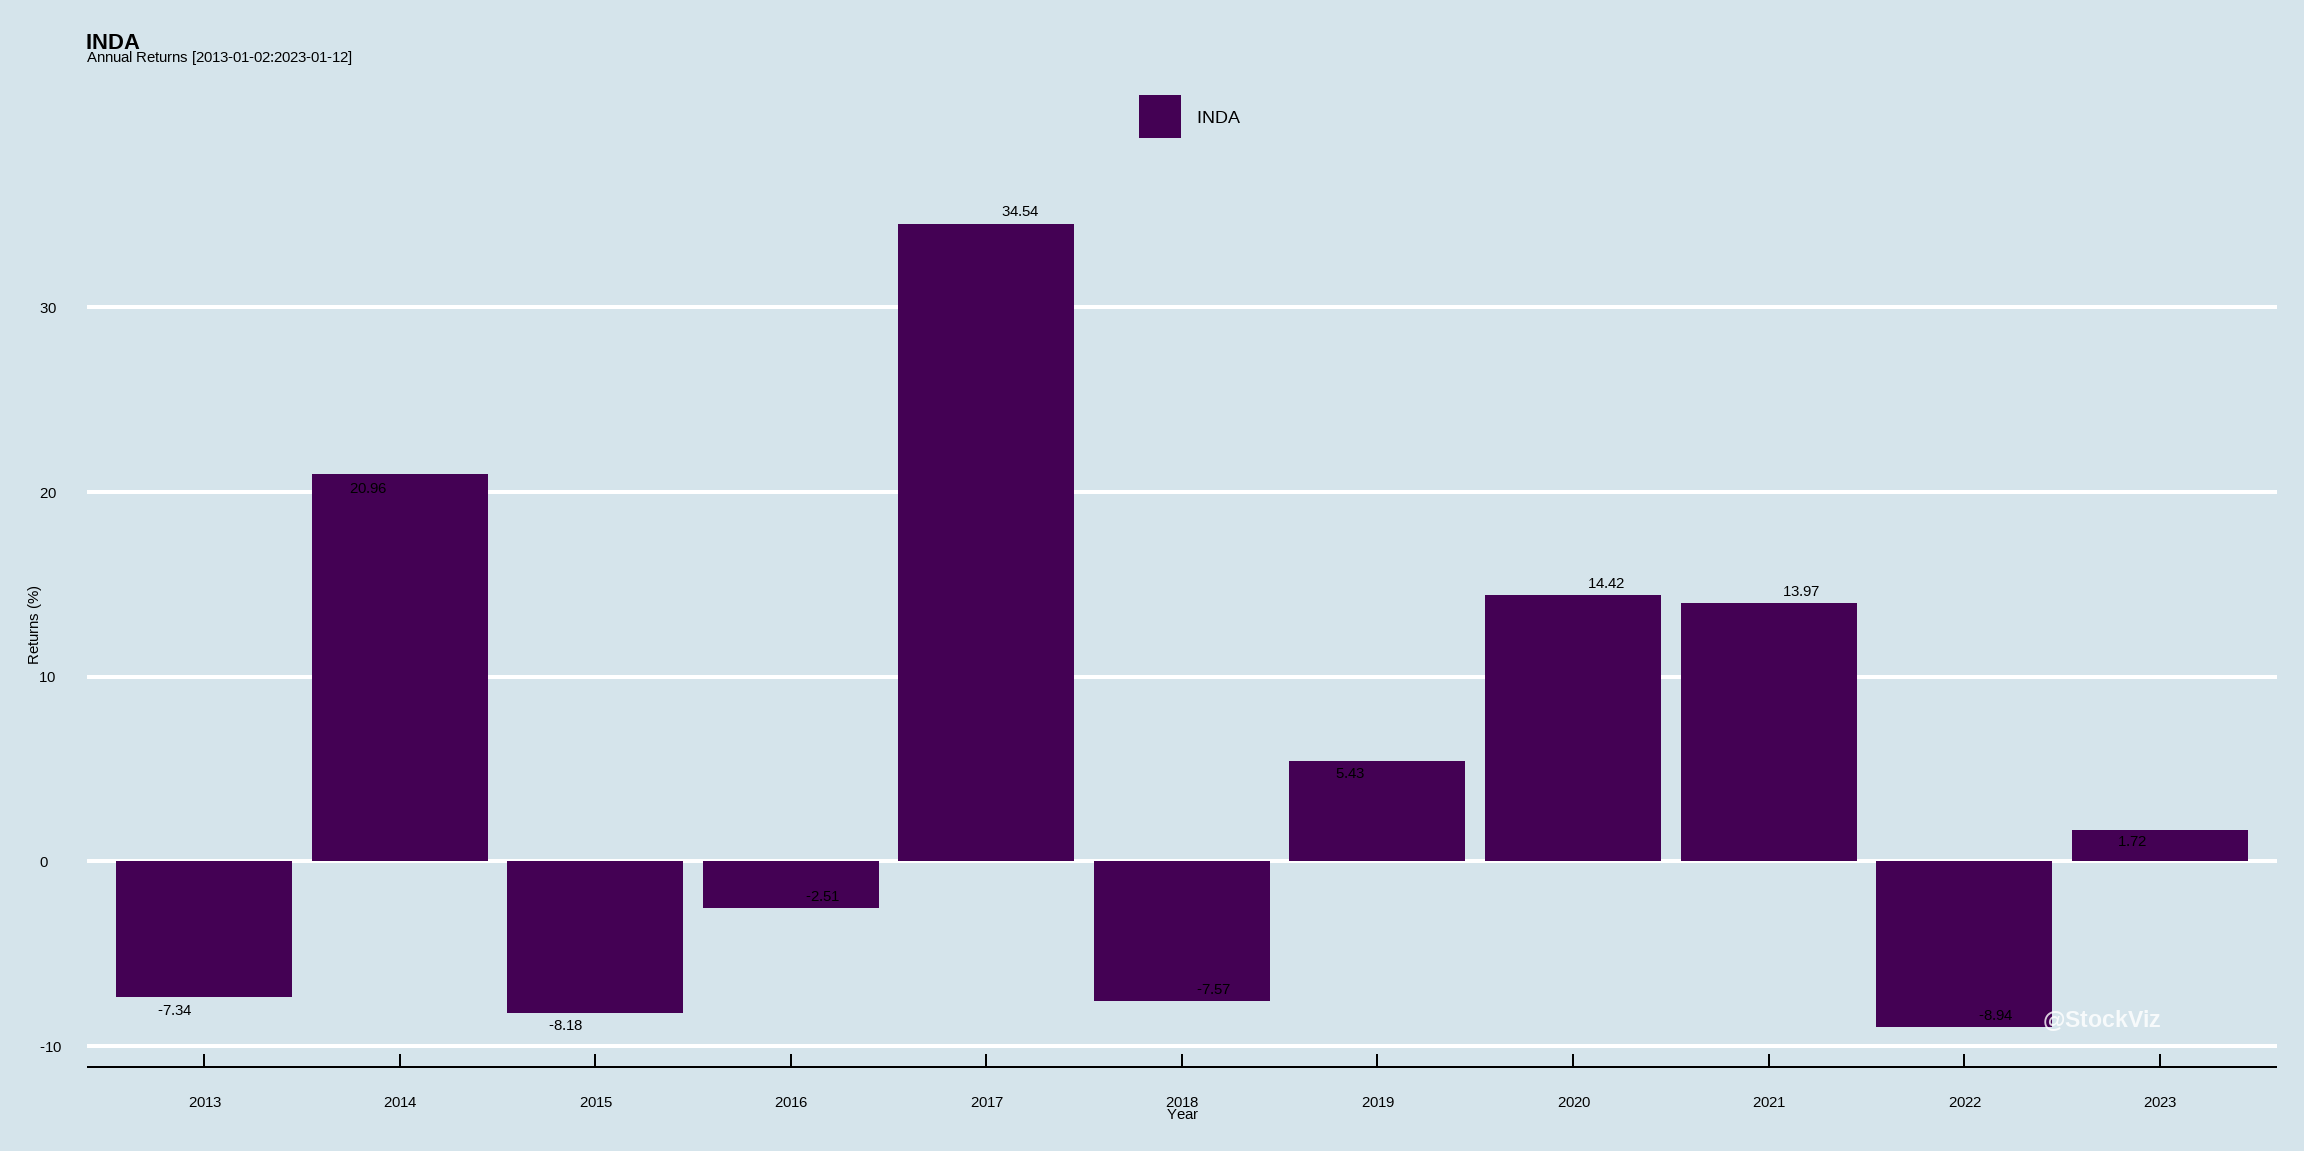 INDA
Annual Returns [2013-01-02:2023-01-12]
INDA
34.54
30
20.96
20
14.42
13.97
Returns (%)
10
5.43
1.72
0
-2.51
-7.57
-7.34
-8.94
@StockViz
-8.18
-10
2013 2014 2015 2016 2017 2018 2019 2020 2021 2022 2023
Year